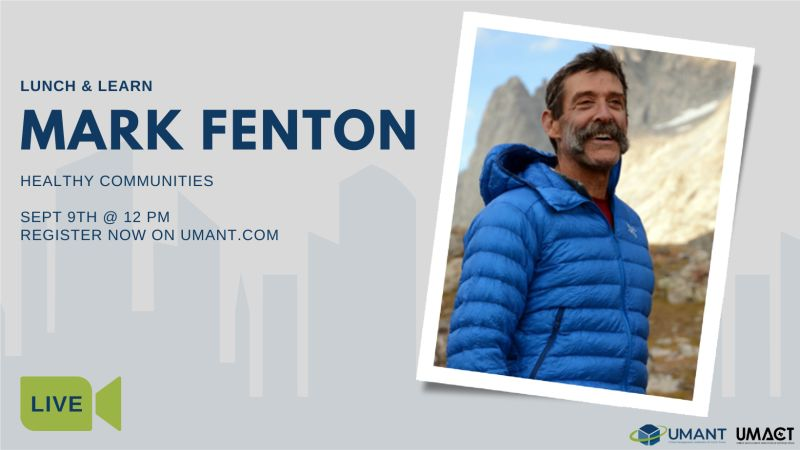 LUNCH & LEARN
MARK FENTON
HEALTHY COMMUNITIES
SEPT 9TH @ 12 PM
REGISTER NOW ON UMANT.COM
LIVE
UMANT
UMACT